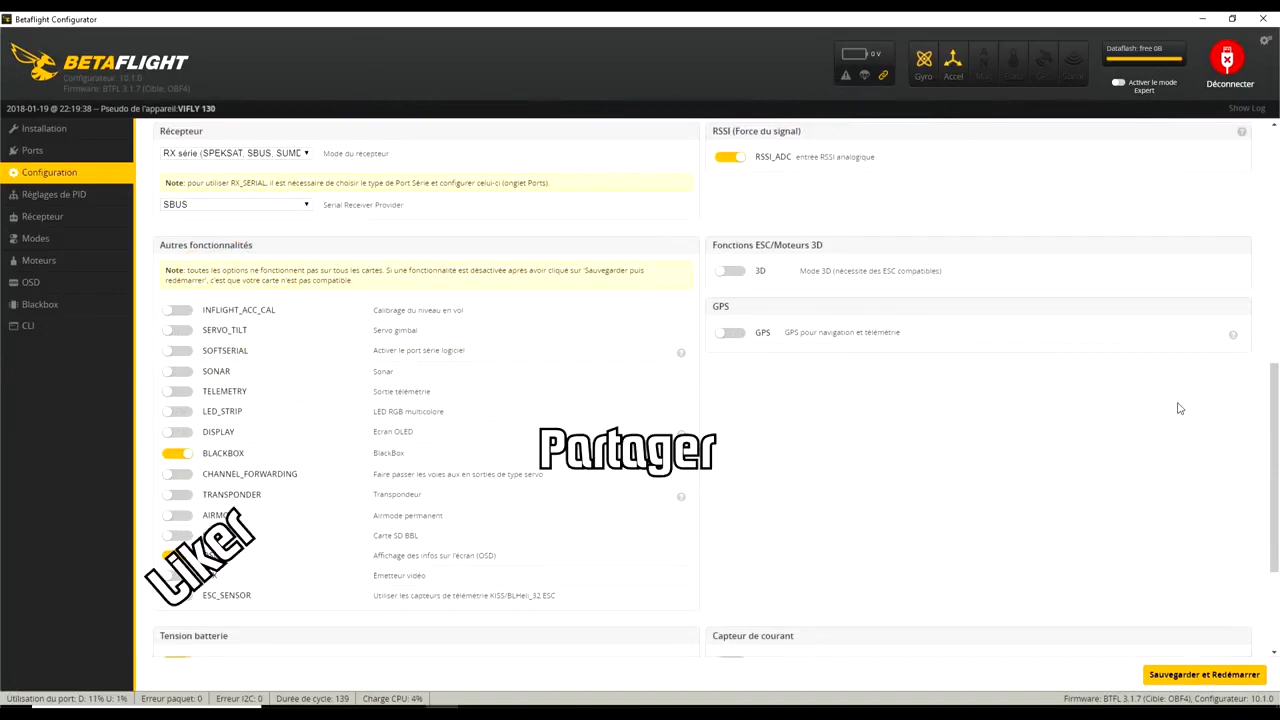 Betaflight Configurator
BETAFLIGHT
Configurateur: 10.1.0
Firmware: BTFL 3.1.7 (Cible: OBF4)
0 V
Gyro
Accel
Mag
Baro
GPS
Sonar
Dataflash: free 0B
Activer le mode
Expert
Déconnecter
2018-01-19 @ 22:19:38 -- Pseudo de l'appareil:VIFLY 130
Show Log
Installation
Ports
Configuration
Réglages de PID
Récepteur
Modes
Moteurs
OSD
Blackbox
CLI
Récepteur
RX série (SPEKSAT, SBUS, SUMD
Mode du récepteur
Note: pour utiliser RX_SERIAL, il est nécessaire de choisir le type de Port Série et configurer celui-ci (onglet Ports).
SBUS
Serial Receiver Provider
RSSI (Force du signal)
RSSI_ADC entrée RSSI analogique
Autres fonctionnalités
Note: toutes les options ne fonctionnent pas sur tous les cartes. Si une fonctionnalité est désactivée après avoir cliqué sur 'Sauvegarder puis
redémarrer', c'est que votre carte n'est pas compatible.
INFLIGHT_ACC_CAL Calibrage du niveau en vol
SERVO_TILT Servo gimbal
SOFTSERIAL Activer le port série logiciel
SONAR Sonar
TELEMETRY Sortie télémétrie
LED_STRIP LED RGB multicolore
DISPLAY Ecran OLED
BLACKBOX BlackBox
CHANNEL_FORWARDING Faire passer les voies aux en sorties de type servo
TRANSPONDER Transpondeur
Airmode permanent
Carte SD BBL
Affichage des infos sur l'écran (OSD)
Émetteur vidéo
ESC_SENSOR Utiliser les capteurs de télémétrie KISS/BLHeli_32 ESC
Fonctions ESC/Moteurs 3D
3D Mode 3D (nécessite des ESC compatibles)
GPS
GPS GPS pour navigation et télémétrie
Partager
Liker
Tension batterie
Capteur de courant
Sauvegarder et Redémarrer
Utilisation du port: D: 11% U: 1%
Erreur paquet: 0
Erreur I2C: 0
Durée de cycle: 139
Charge CPU: 4%
Firmware: BTFL 3.1.7 (Cible: OBF4), Configurateur: 10.1.0